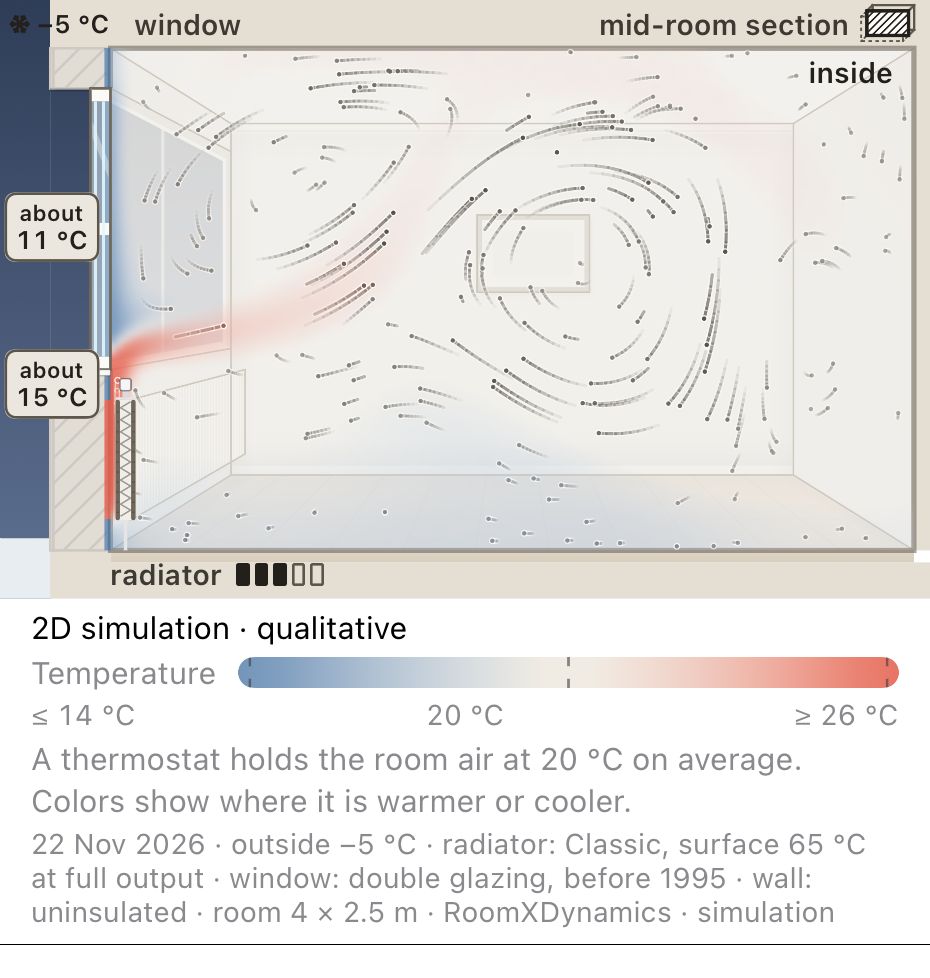 −5 °C window mid-room section
inside
about
11 °C
about
15 °C
radiator
2D simulation · qualitative
Temperature
≤ 14 °C 20 °C ≥ 26 °C
A thermostat holds the room air at 20 °C on average.
Colors show where it is warmer or cooler.
22 Nov 2026 · outside −5 °C · radiator: Classic, surface 65 °C
at full output · window: double glazing, before 1995 · wall:
uninsulated · room 4 × 2.5 m · RoomXDynamics · simulation